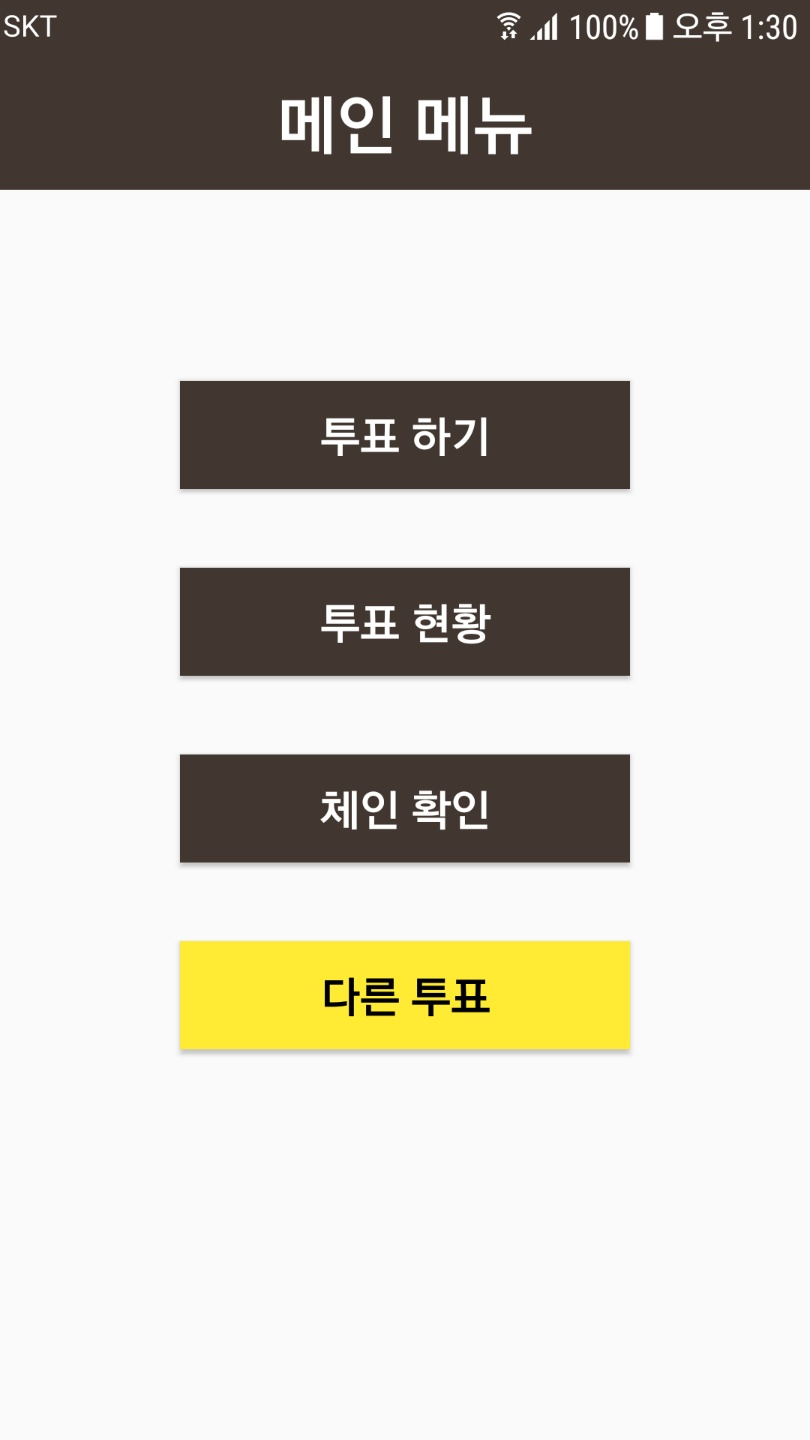 SKT 100% 오후 1:30
메인 메뉴
투표 하기
투표 현황
체인 확인
다른 투표